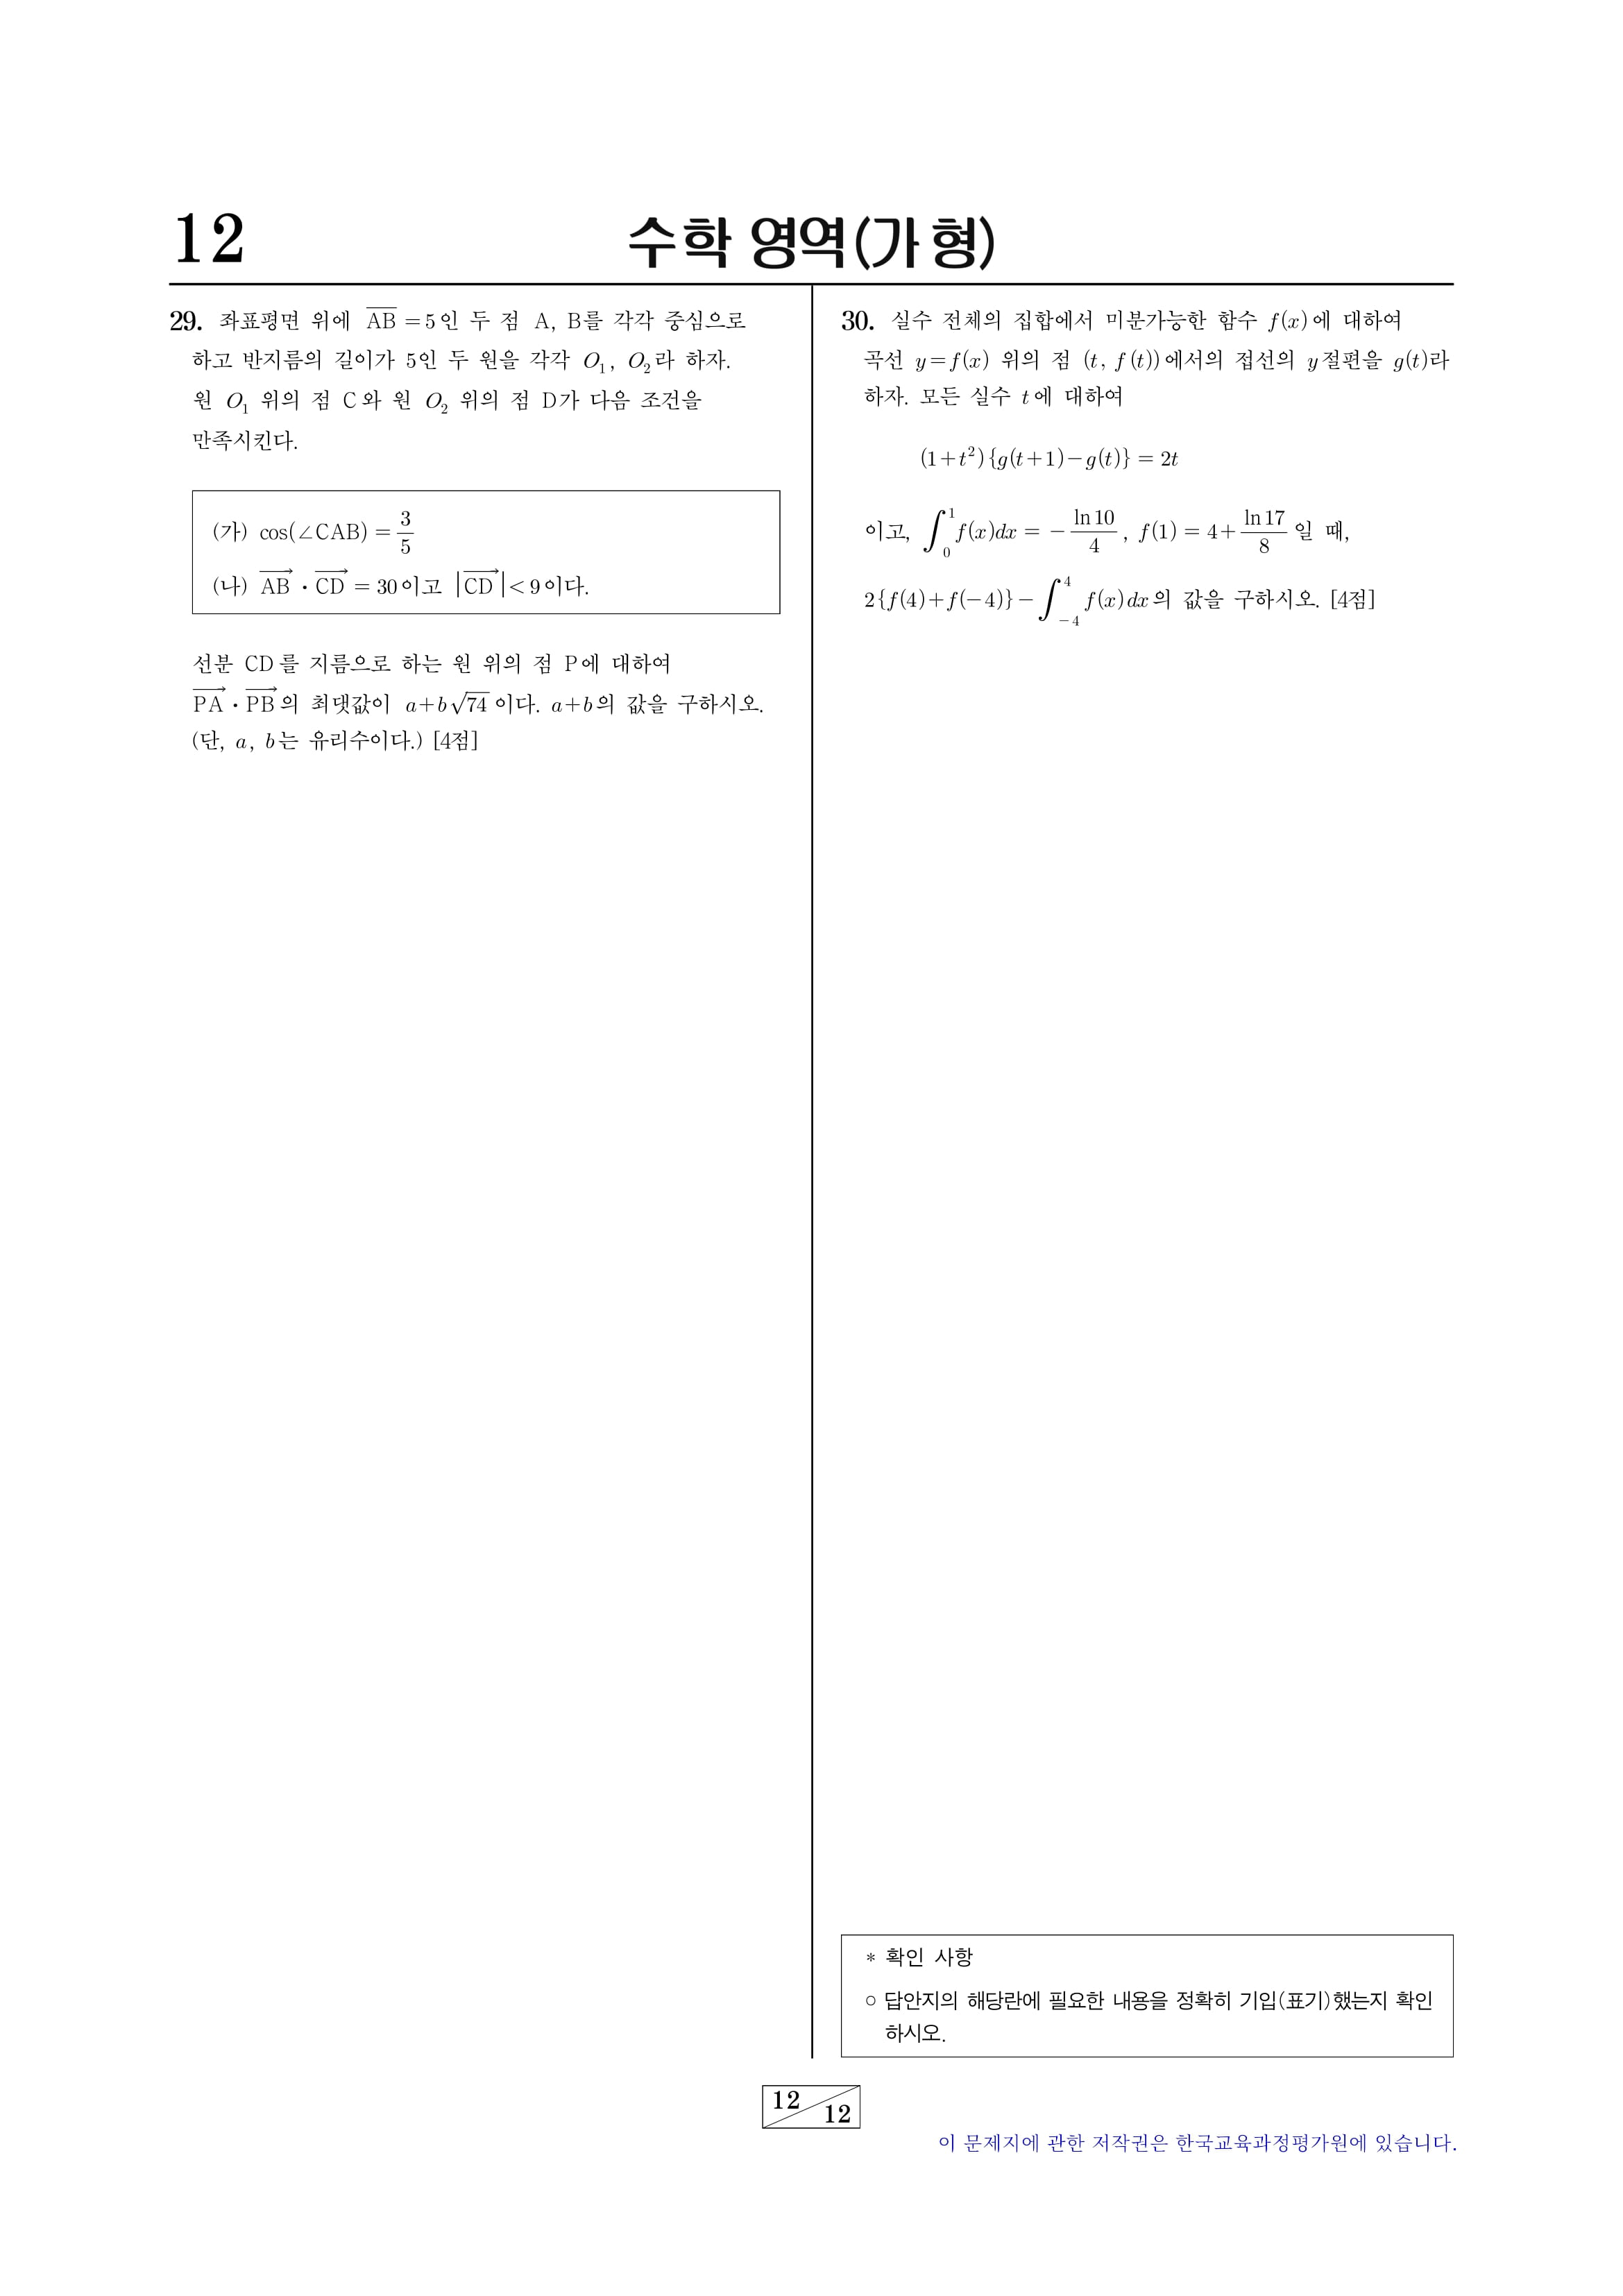 12
수학 영역(가 형)
29. 좌표평면 위에 $\overline{AB}=5$인 두 점 A, B를 각각 중심으로
하고 반지름의 길이가 5인 두 원을 각각 $O_1$, $O_2$라 하자.
원 $O_1$ 위의 점 C와 원 $O_2$ 위의 점 D가 다음 조건을
만족시킨다.
(가) $\cos(\angle CAB)=\frac{3}{5}$
(나) $\overrightarrow{AB}\cdot\overrightarrow{CD}=30$이고 $|\overrightarrow{CD}|<9$이다.
선분 CD를 지름으로 하는 원 위의 점 P에 대하여
$\overrightarrow{PA}\cdot\overrightarrow{PB}$의 최댓값이 $a+b\sqrt{74}$이다. $a+b$의 값을 구하시오.
(단, $a$, $b$는 유리수이다.) [4점]
30. 실수 전체의 집합에서 미분가능한 함수 $f(x)$에 대하여
곡선 $y=f(x)$ 위의 점 $(t, f(t))$에서의 접선의 $y$절편을 $g(t)$라
하자. 모든 실수 $t$에 대하여
$(1+t^2)\{g(t+1)-g(t)\}=2t$
이고, $\int_0^1 f(x)dx=-\frac{\ln 10}{4}$, $f(1)=4+\frac{\ln 17}{8}$일 때,
$2\{f(4)+f(-4)\}-\int_{-4}^{4} f(x)dx$의 값을 구하시오. [4점]
* 확인 사항
○ 답안지의 해당란에 필요한 내용을 정확히 기입(표기)했는지 확인
하시오.
12
12
이 문제지에 관한 저작권은 한국교육과정평가원에 있습니다.